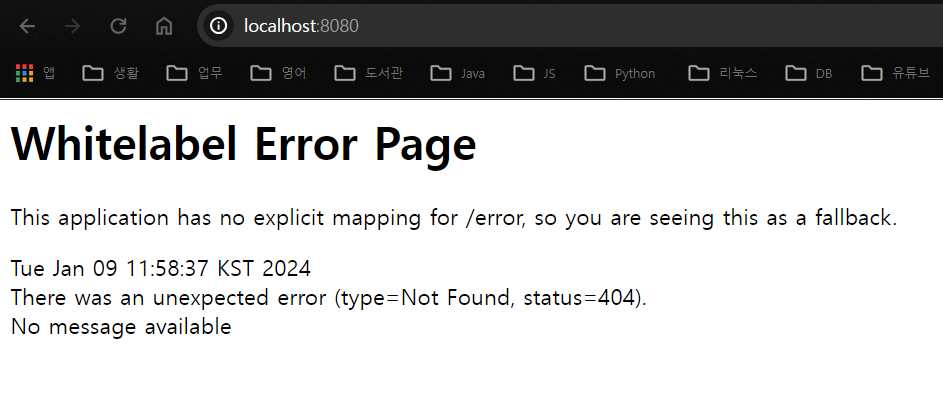 localhost:8080
앱 생활 업무 영어 도서관 Java JS Python 리눅스 DB 유튜브
Whitelabel Error Page
This application has no explicit mapping for /error, so you are seeing this as a fallback.
Tue Jan 09 11:58:37 KST 2024
There was an unexpected error (type=Not Found, status=404).
No message available